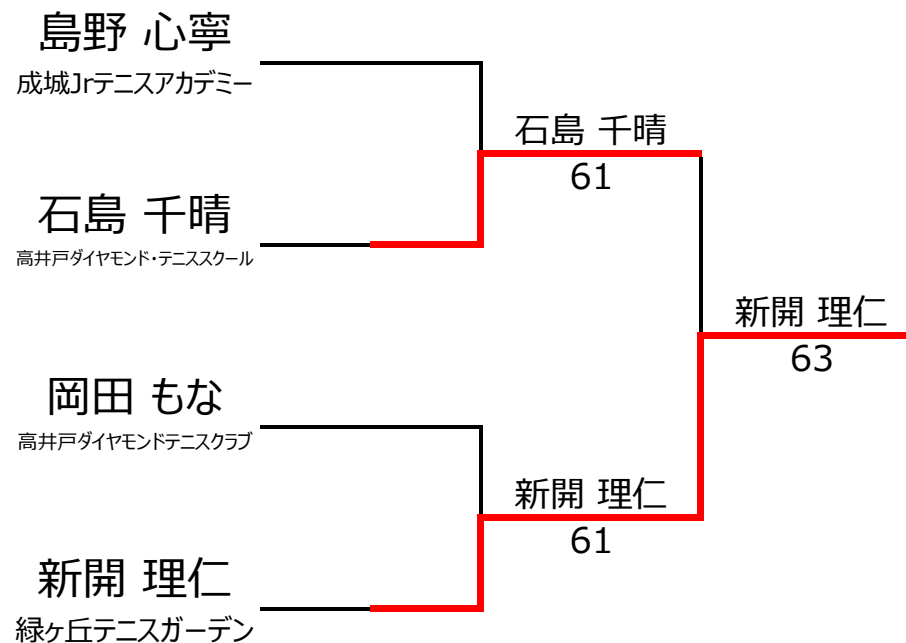 島野 心寧
成城Jrテニスアカデミー
石島 千晴
61
石島 千晴
高井戸ダイヤモンド・テニススクール
新開 理仁
63
岡田 もな
高井戸ダイヤモンドテニスクラブ
新開 理仁
61
新開 理仁
緑ヶ丘テニスガーデン